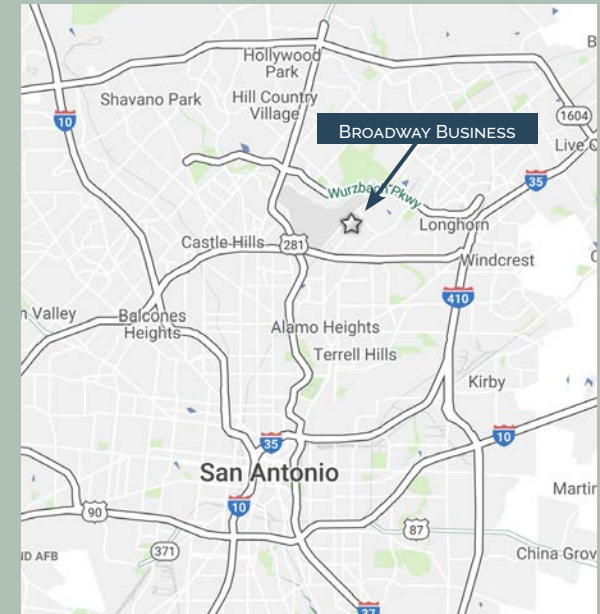 Hollywood
Park
B
Shavano Park
Hill Country
Village
10
1604
BROADWAY BUSINESS
Live O
35
Wurzbach Pkwy
Longhorn
Castle Hills
281
Windcrest
C
410
n Valley
Balcones
Heights
Alamo Heights
Terrell Hills
Kirby
35
10
San Antonio
10
Martin
90
87
371
ND AFB
China Grov
37